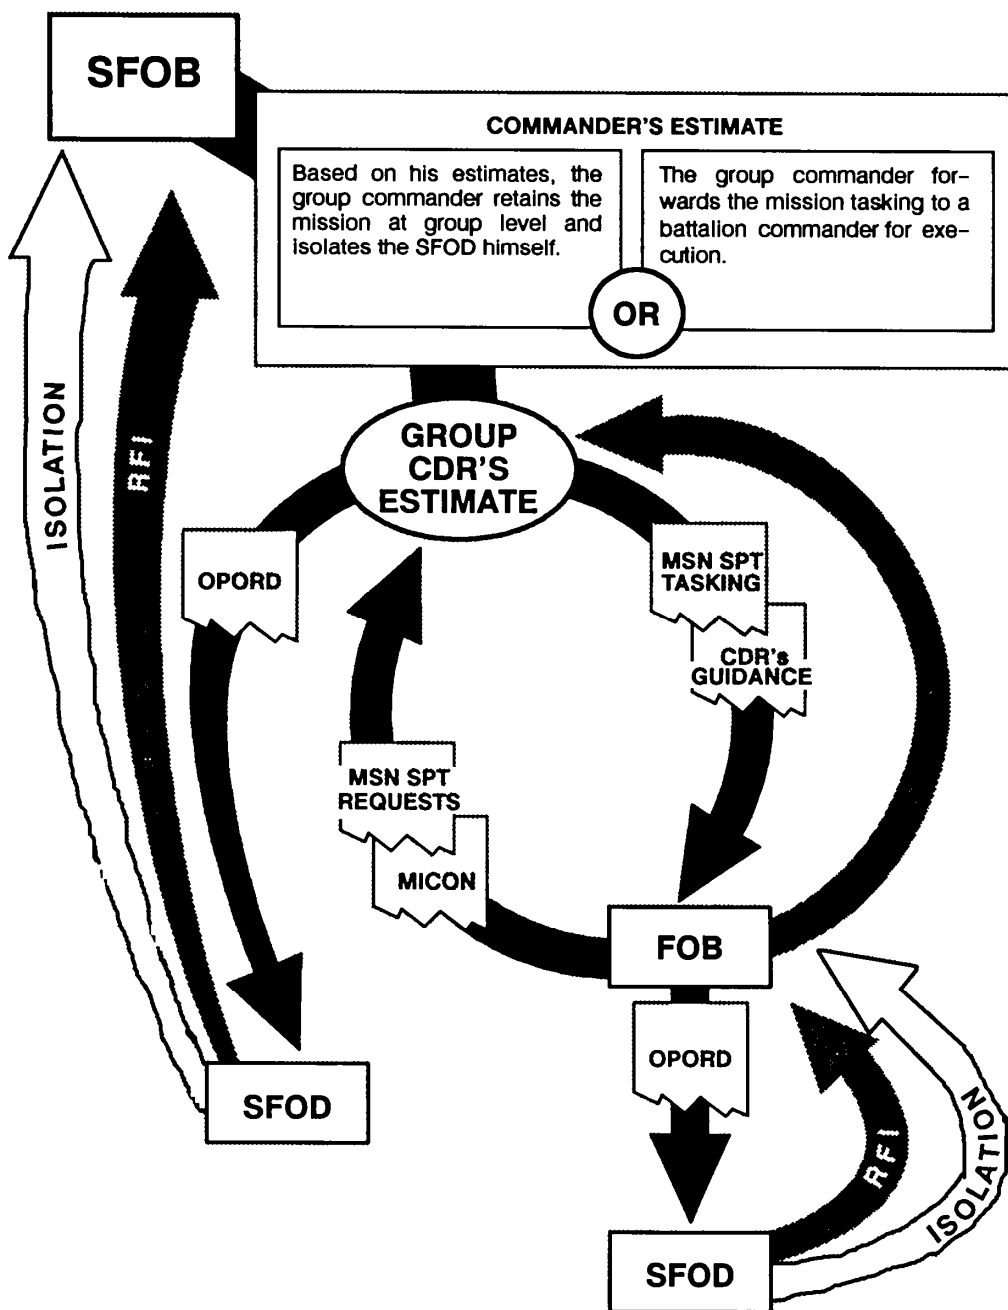 SFOB
COMMANDER'S ESTIMATE
Based on his estimates, the
group commander retains the
mission at group level and
isolates the SFOD himself.
The group commander for-
wards the mission tasking to a
battalion commander for exe-
cution.
OR
ISOLATION
RFI
GROUP
CDR'S
ESTIMATE
OPORD
MSN SPT
TASKING
CDR's
GUIDANCE
MSN SPT
REQUESTS
MICON
FOB
OPORD
SFOD
RFI
ISOLATION
SFOD